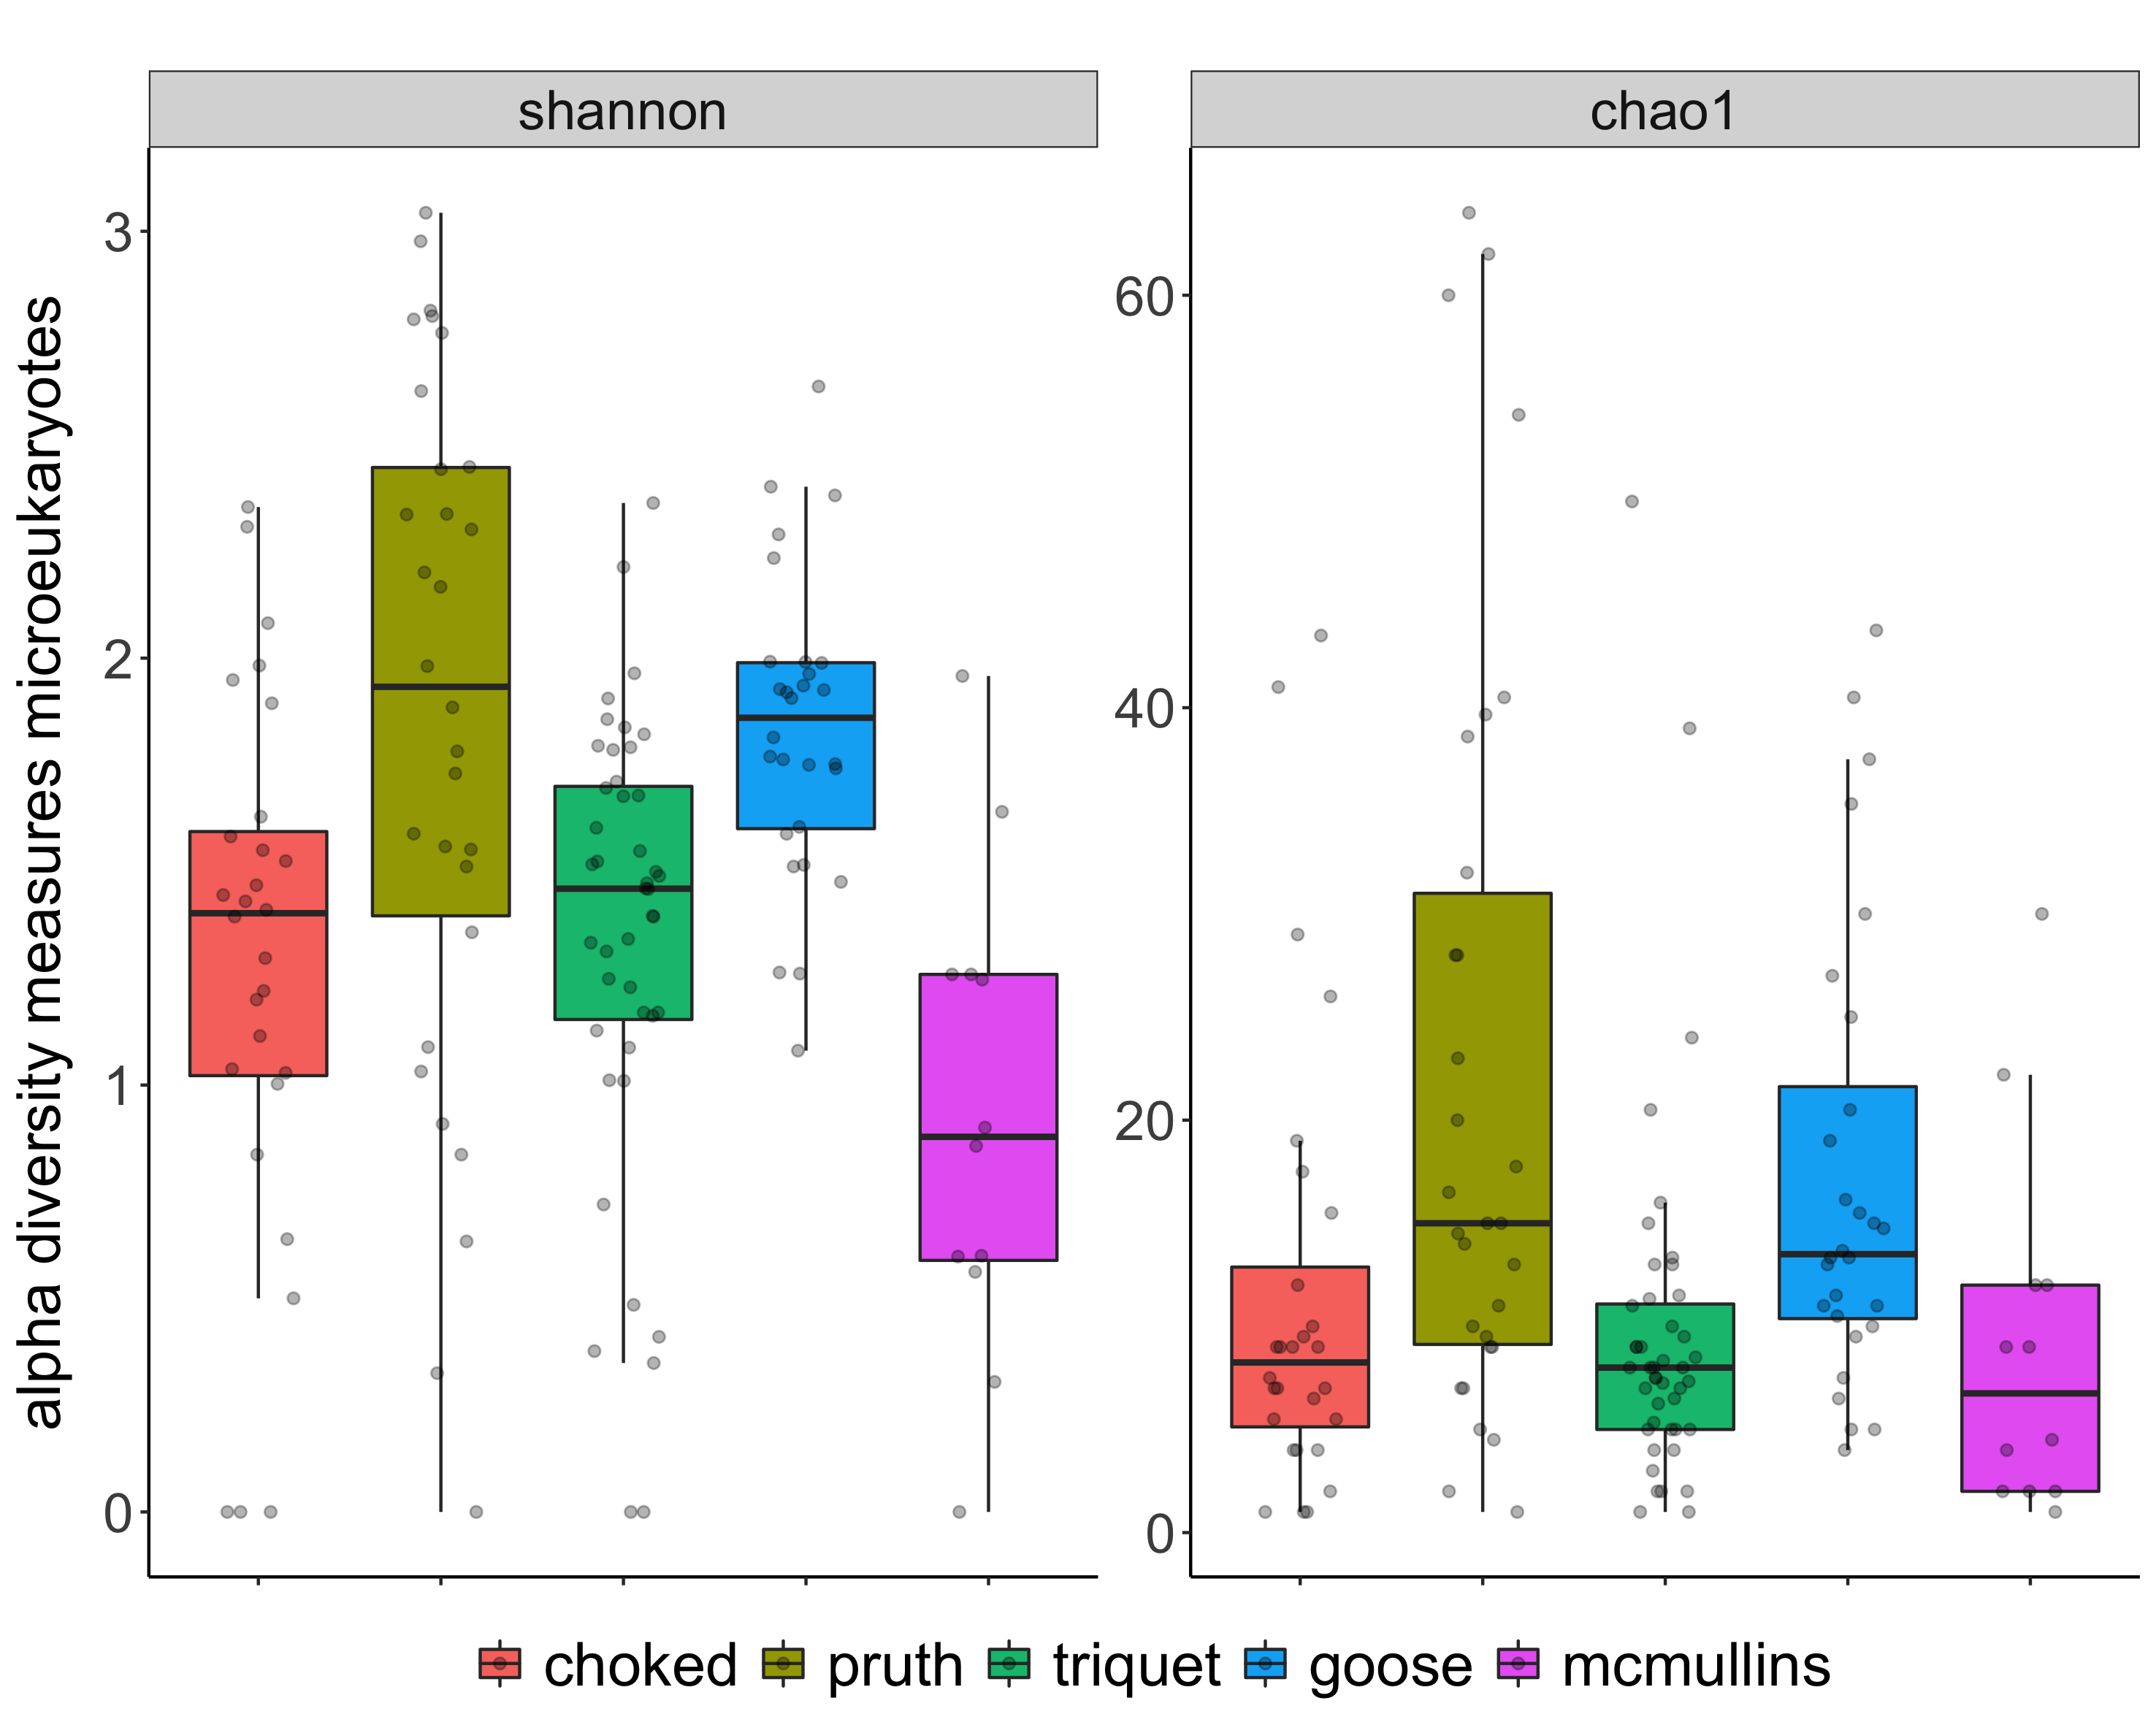 shannon
chao1
alpha diversity measures microeukaryotes
3
2
1
0
60
40
20
0
choked pruth triquet goose mcmullins